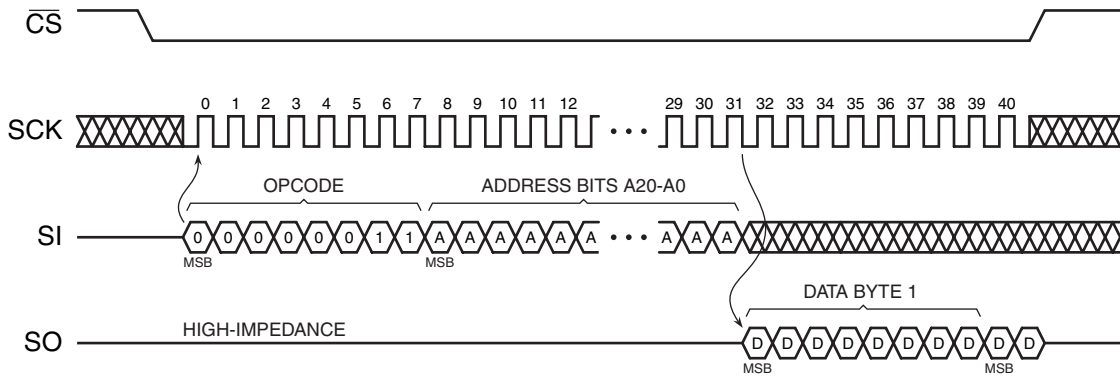 CS
0 1 2 3 4 5 6 7 8 9 10 11 12 29 30 31 32 33 34 35 36 37 38 39 40
SCK
OPCODE ADDRESS BITS A20-A0
SI 0 0 0 0 0 0 1 1 A A A A A A A A A
MSB MSB
DATA BYTE 1
HIGH-IMPEDANCE
SO D D D D D D D D D D
MSB MSB